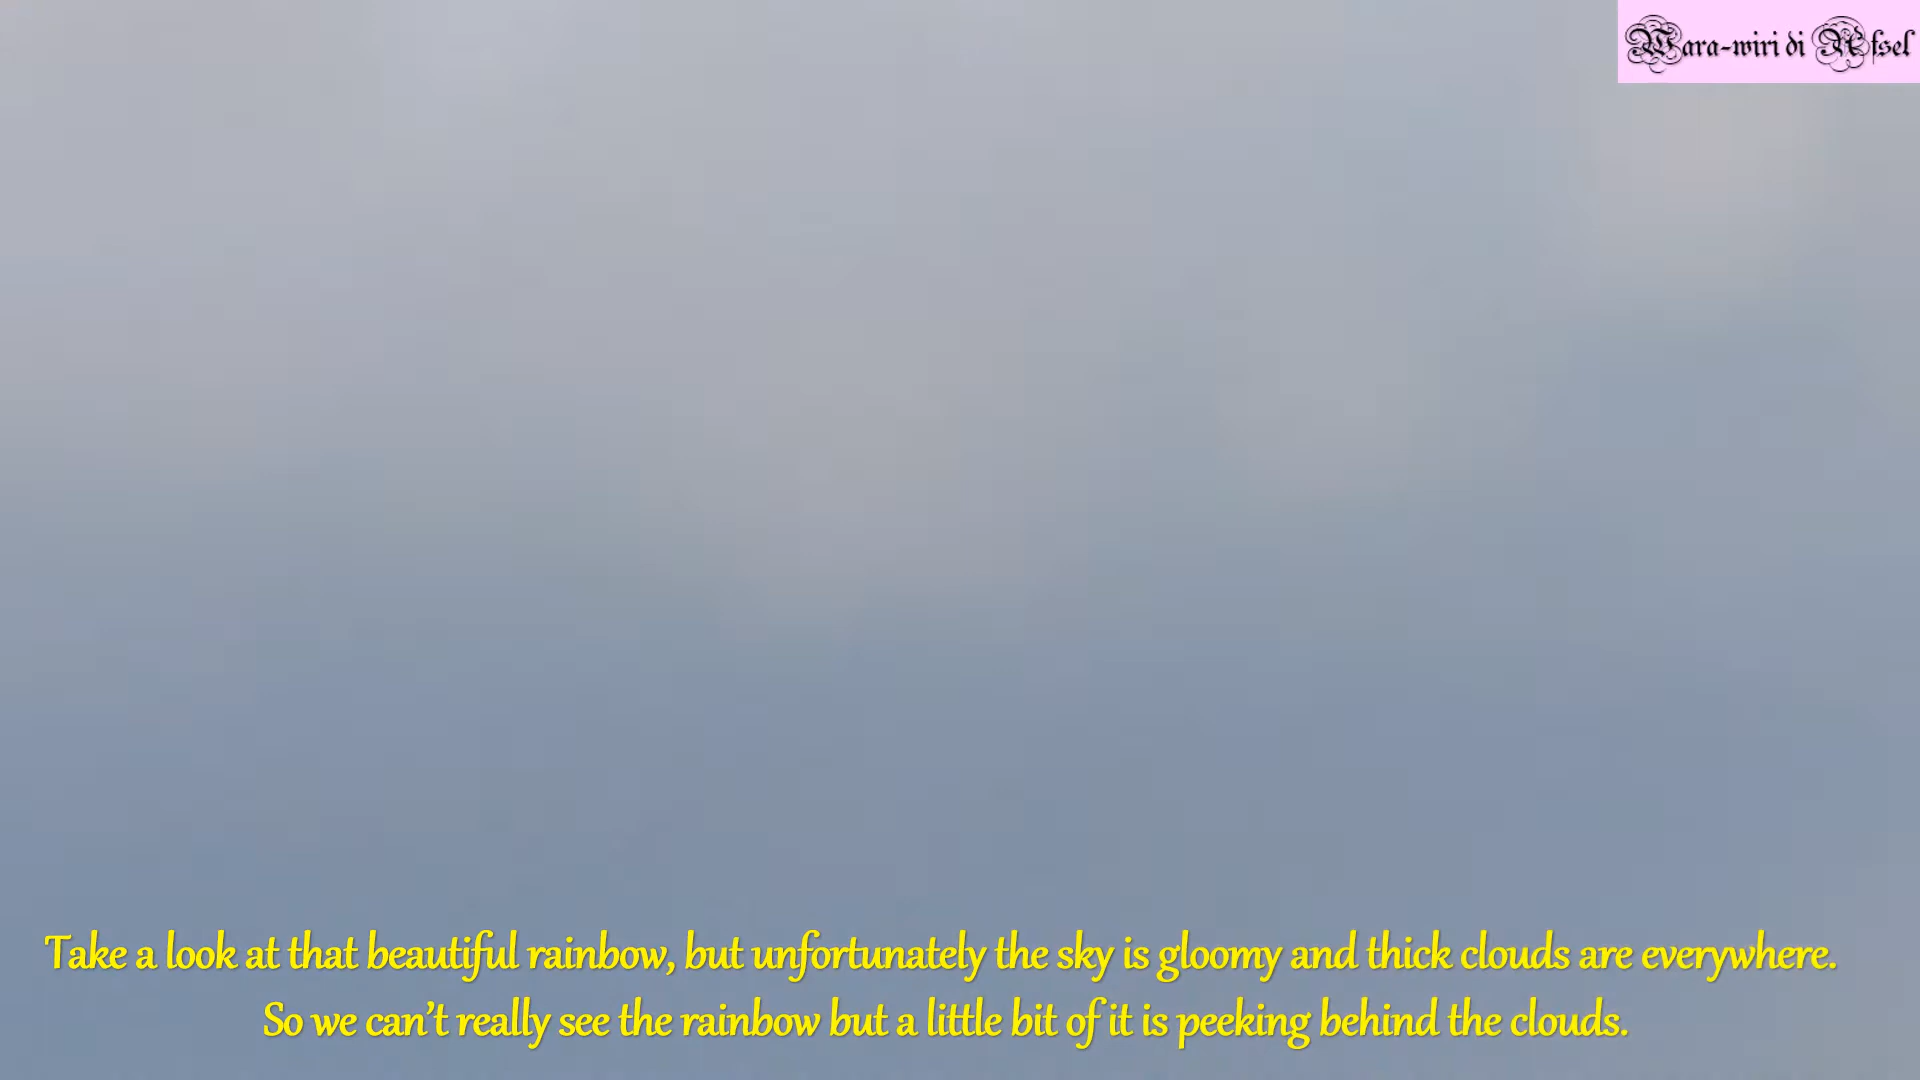 Wara-wiri di Afsel
Take a look at that beautiful rainbow, but unfortunately the sky is gloomy and thick clouds are everywhere.
So we can't really see the rainbow but a little bit of it is peeking behind the clouds.